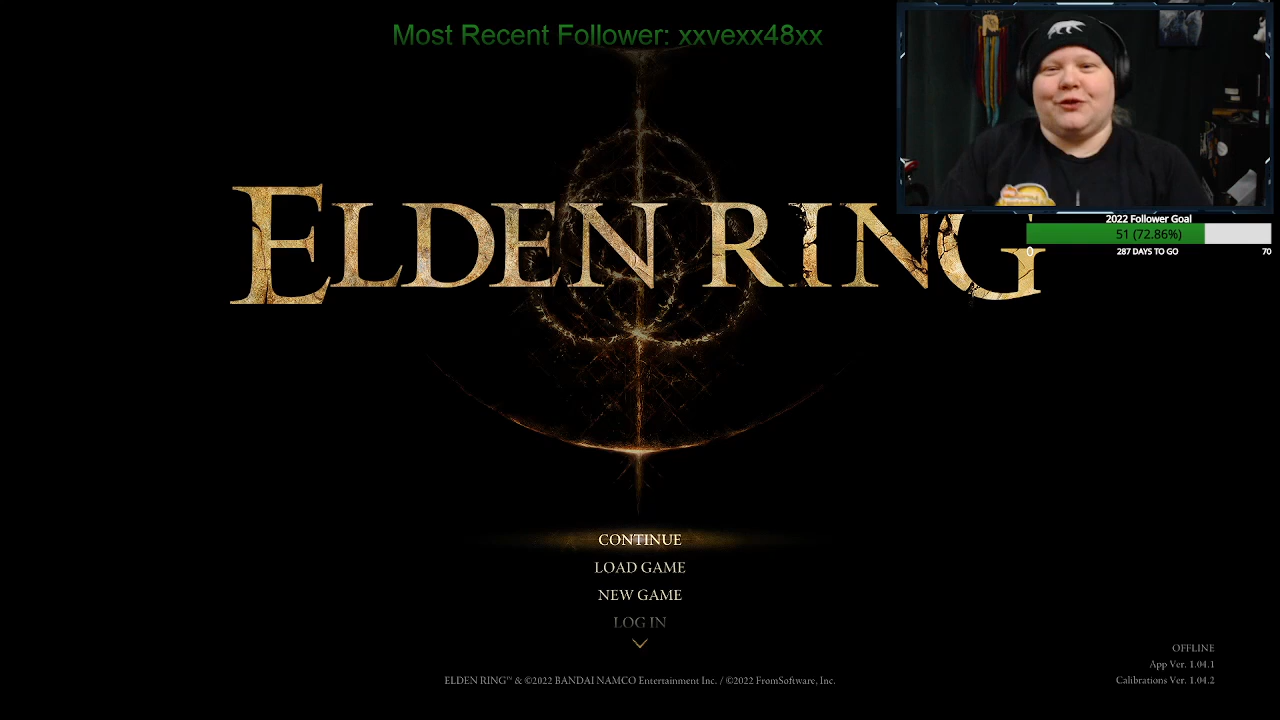 Most Recent Follower: xxvexx48xx
ELDEN RING
2022 Follower Goal
51 (72.86%)
0
287 DAYS TO GO
70
CONTINUE
LOAD GAME
NEW GAME
LOG IN
OFFLINE
App Ver. 1.04.1
Calibrations Ver. 1.04.2
ELDEN RING™ & ©2022 BANDAI NAMCO Entertainment Inc. / ©2022 FromSoftware, Inc.